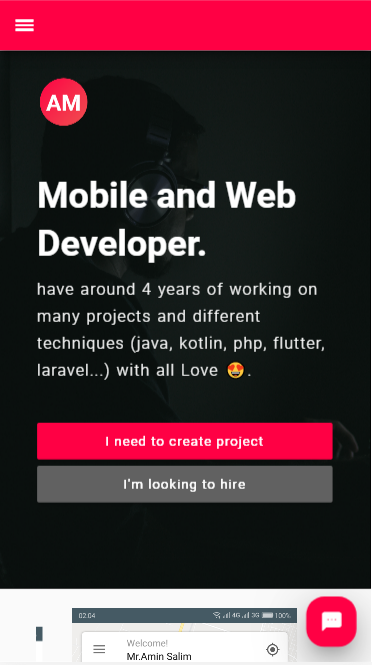 AM
Mobile and Web
Developer.
have around 4 years of working on
many projects and different
techniques (java, kotlin, php, flutter,
laravel...) with all Love 😍.
I need to create project
I'm looking to hire
02:04 4G 3G 100%
Welcome!
Mr.Amin Salim